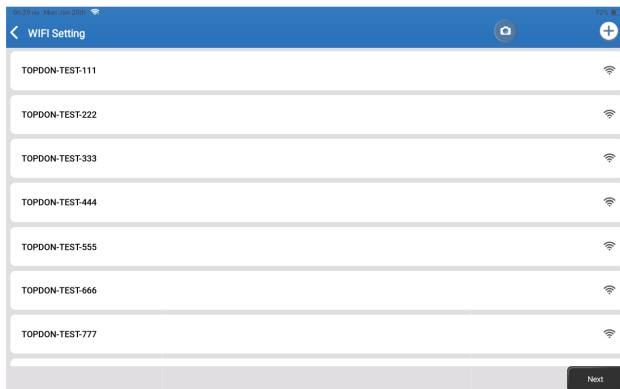 WIFI Setting
TOPDON-TEST-111
TOPDON-TEST-222
TOPDON-TEST-333
TOPDON-TEST-444
TOPDON-TEST-555
TOPDON-TEST-666
TOPDON-TEST-777
Next